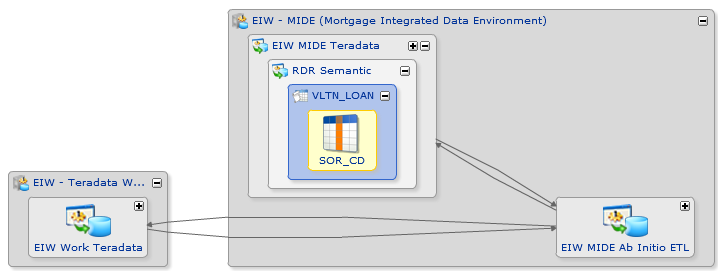 EIW - MIDE (Mortgage Integrated Data Environment)
EIW MIDE Teradata
RDR Semantic
VLTN_LOAN
SOR_CD
EIW - Teradata W...
EIW Work Teradata
EIW MIDE Ab Initio ETL